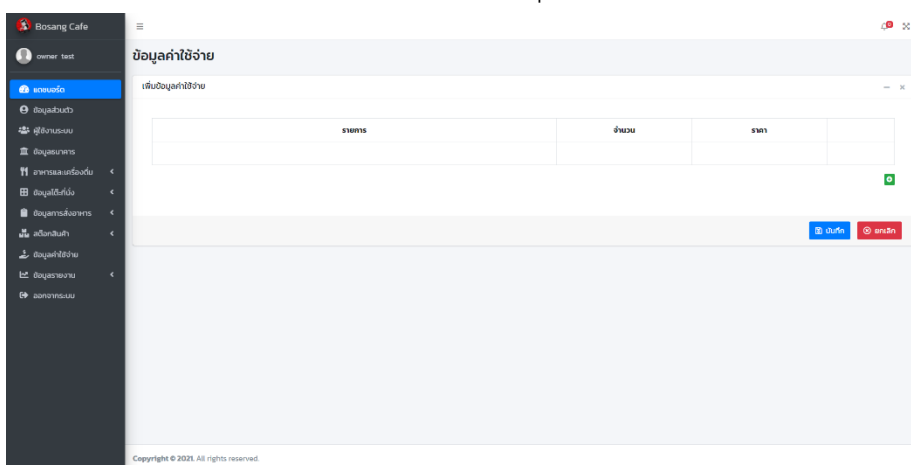 Bosang Cafe
owner test
แดชบอร์ด
ข้อมูลส่วนตัว
ผู้ใช้งานระบบ
ข้อมูลธนาคาร
อาหารและเครื่องดื่ม
ข้อมูลโต๊ะที่นั่ง
ข้อมูลการสั่งอาหาร
สต๊อกสินค้า
ข้อมูลค่าใช้จ่าย
ข้อมูลรายงาน
ออกจากระบบ
ข้อมูลค่าใช้จ่าย
เพิ่มข้อมูลค่าใช้จ่าย
รายการ จำนวน ราคา
บันทึก ยกเลิก
Copyright © 2021. All rights reserved.